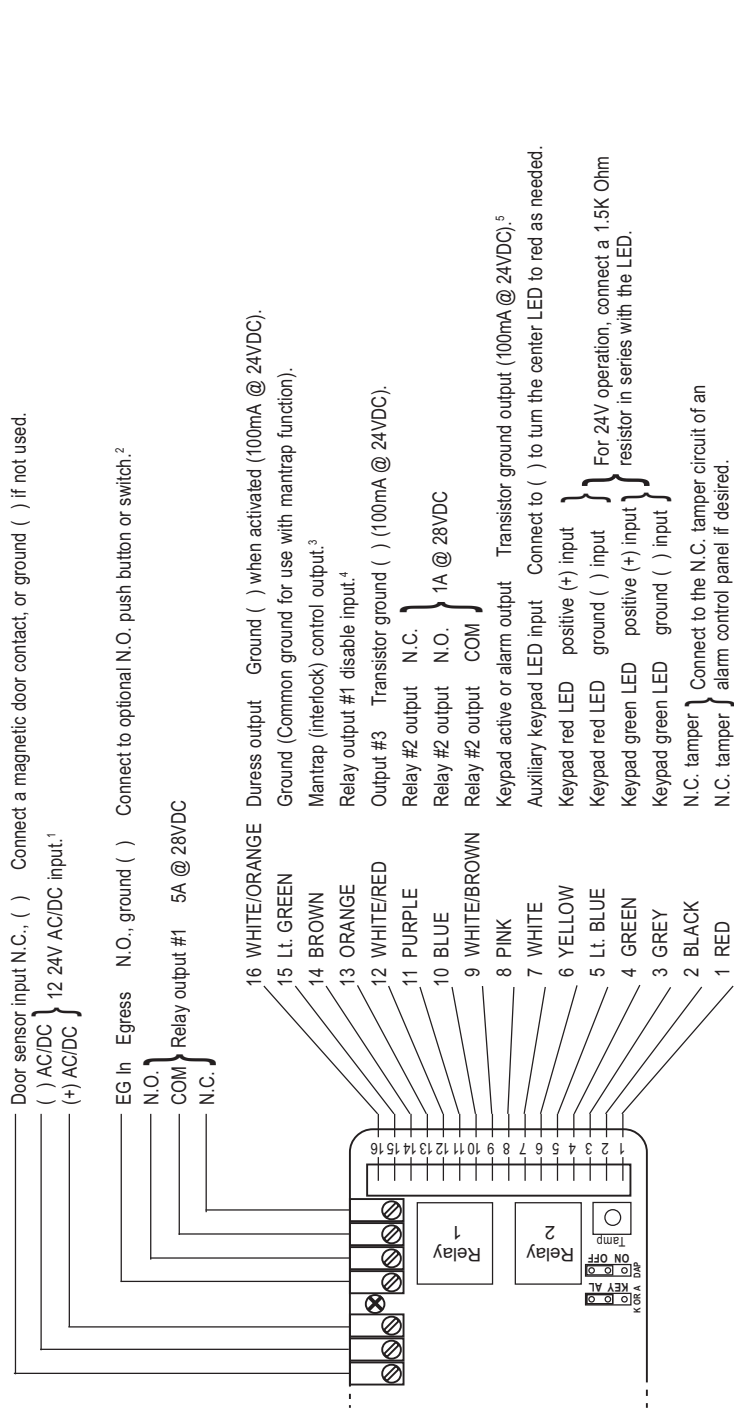 Door sensor input N.C., ( ) Connect a magnetic door contact, or ground ( ) if not used.
( ) AC/DC
(+) AC/DC
12 24V AC/DC input.1
EG In Egress N.O., ground ( ) Connect to optional N.O. push button or switch.2
N.O.
COM
N.C.
Relay output #1 5A @ 28VDC
16 WHITE/ORANGE Duress output Ground ( ) when activated (100mA @ 24VDC).
15 Lt. GREEN Ground (Common ground for use with mantrap function).
14 BROWN Mantrap (interlock) control output.3
13 ORANGE Relay output #1 disable input.4
12 WHITE/RED Output #3 Transistor ground ( ) (100mA @ 24VDC).
11 PURPLE Relay #2 output N.C.
10 BLUE Relay #2 output N.O.
9 WHITE/BROWN Relay #2 output COM
1A @ 28VDC
8 PINK Keypad active or alarm output Transistor ground output (100mA @ 24VDC).5
7 WHITE Auxiliary keypad LED input Connect to ( ) to turn the center LED to red as needed.
6 YELLOW Keypad red LED positive (+) input
5 Lt. BLUE Keypad red LED ground ( ) input
4 GREEN Keypad green LED positive (+) input
3 GREY Keypad green LED ground ( ) input
For 24V operation, connect a 1.5K Ohm
resistor in series with the LED.
2 BLACK N.C. tamper
1 RED N.C. tamper
Connect to the N.C. tamper circuit of an
alarm control panel if desired.
16 15 14 13 12 11 10 9 8 7 6 5 4 3 2 1
Relay
1
Relay
2
Tamp
ON OFF
DAP
KEY AL
K OR A